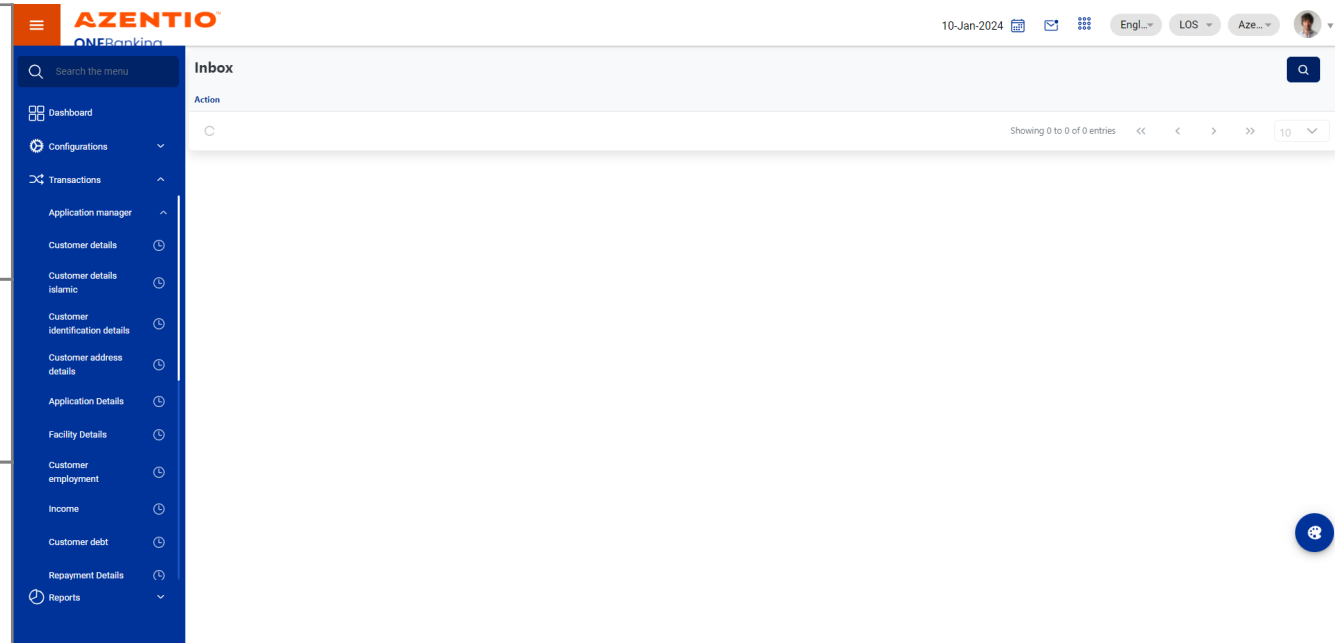 AZENTIO™
ONEBanking
10-Jan-2024
Engl...
LOS
Aze...
Search the menu
Inbox
Action
Showing 0 to 0 of 0 entries
10
Dashboard
Configurations
Transactions
Application manager
Customer details
Customer details
islamic
Customer
identification details
Customer address
details
Application Details
Facility Details
Customer
employment
Income
Customer debt
Repayment Details
Reports